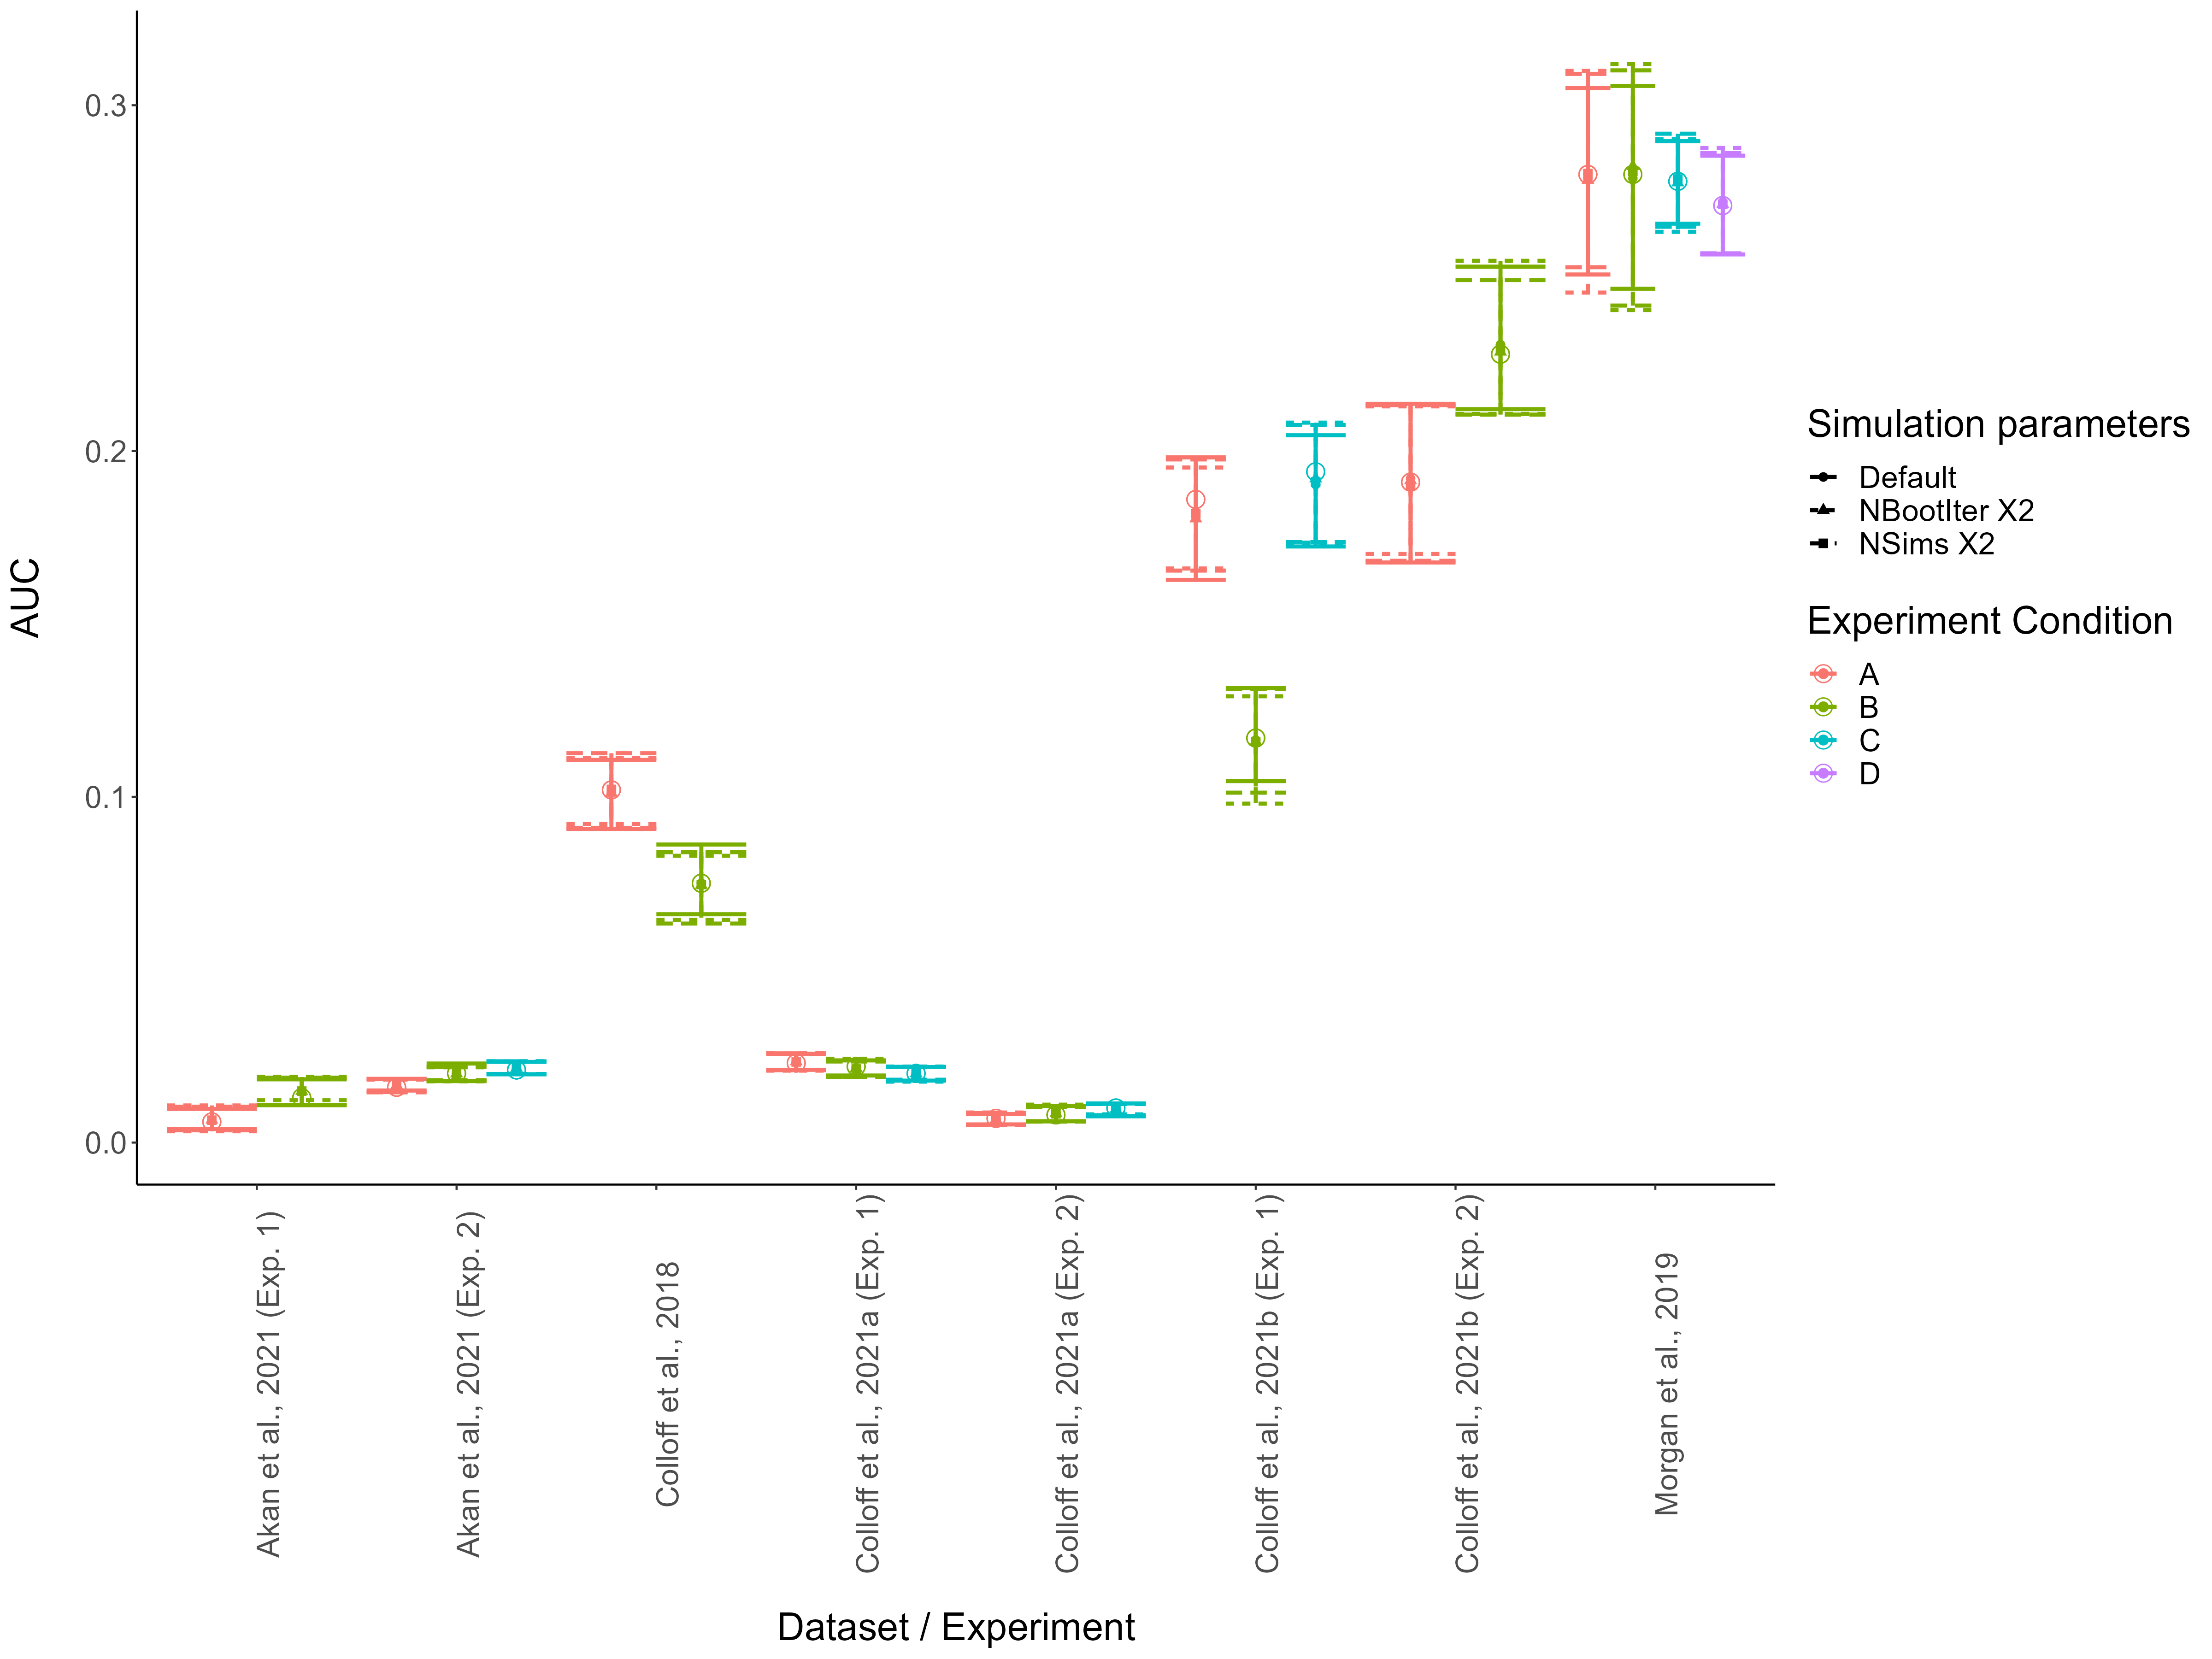 0.3
0.2
0.1
0.0
AUC
Akan et al., 2021 (Exp. 1)
Akan et al., 2021 (Exp. 2)
Colloff et al., 2018
Colloff et al., 2021a (Exp. 1)
Colloff et al., 2021a (Exp. 2)
Colloff et al., 2021b (Exp. 1)
Colloff et al., 2021b (Exp. 2)
Morgan et al., 2019
Dataset / Experiment
Simulation parameters
Default
NBootIter X2
NSims X2
Experiment Condition
A
B
C
D